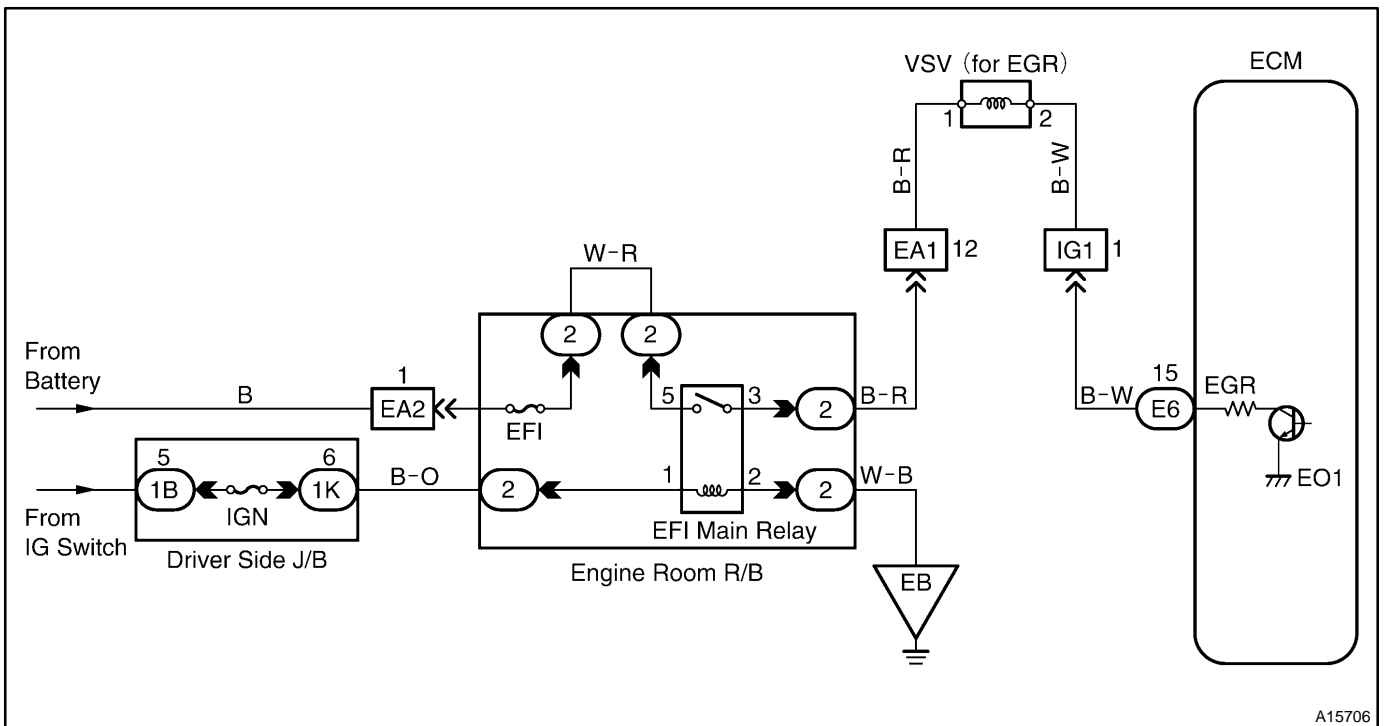 VSV (for EGR)
ECM
1
2
B-R
B-W
EA1
12
IG1
1
W-R
2
2
From
Battery
B
1
EA2
EFI
5
3
2
B-R
B-W
15
E6
EGR
EO1
From
IG Switch
5
1B
IGN
6
1K
Driver Side J/B
B-O
2
1
2
EFI Main Relay
2
W-B
Engine Room R/B
EB
A15706